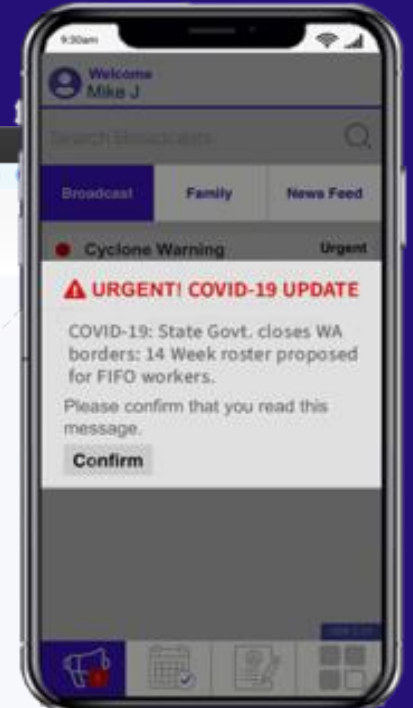 9:30am
Welcome
Mike J
Search Broadcasts
Broadcast
Family
News Feed
Cyclone Warning
Urgent
URGENT! COVID-19 UPDATE
COVID-19: State Govt. closes WA
borders: 14 Week roster proposed
for FIFO workers.
Please confirm that you read this
message.
Confirm